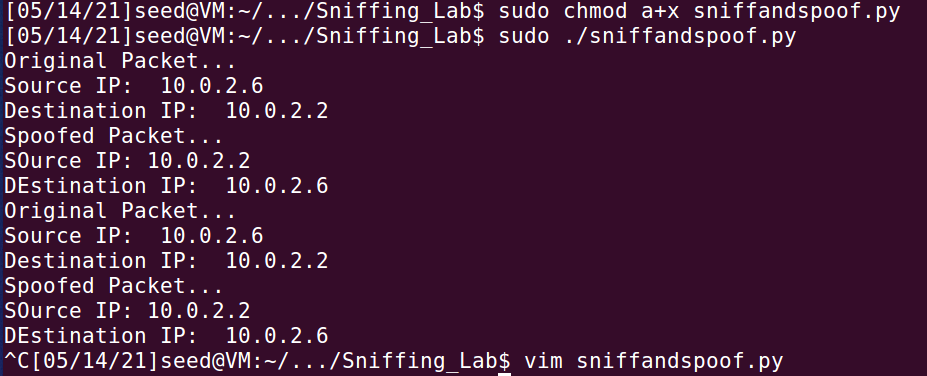 [05/14/21]seed@VM:~/.../Sniffing_Lab$ sudo chmod a+x sniffandspoof.py
[05/14/21]seed@VM:~/.../Sniffing_Lab$ sudo ./sniffandspoof.py
Original Packet...
Source IP:  10.0.2.6
Destination IP:  10.0.2.2
Spoofed Packet...
SOurce IP: 10.0.2.2
DEstination IP:  10.0.2.6
Original Packet...
Source IP:  10.0.2.6
Destination IP:  10.0.2.2
Spoofed Packet...
SOurce IP: 10.0.2.2
DEstination IP:  10.0.2.6
^C[05/14/21]seed@VM:~/.../Sniffing_Lab$ vim sniffandspoof.py